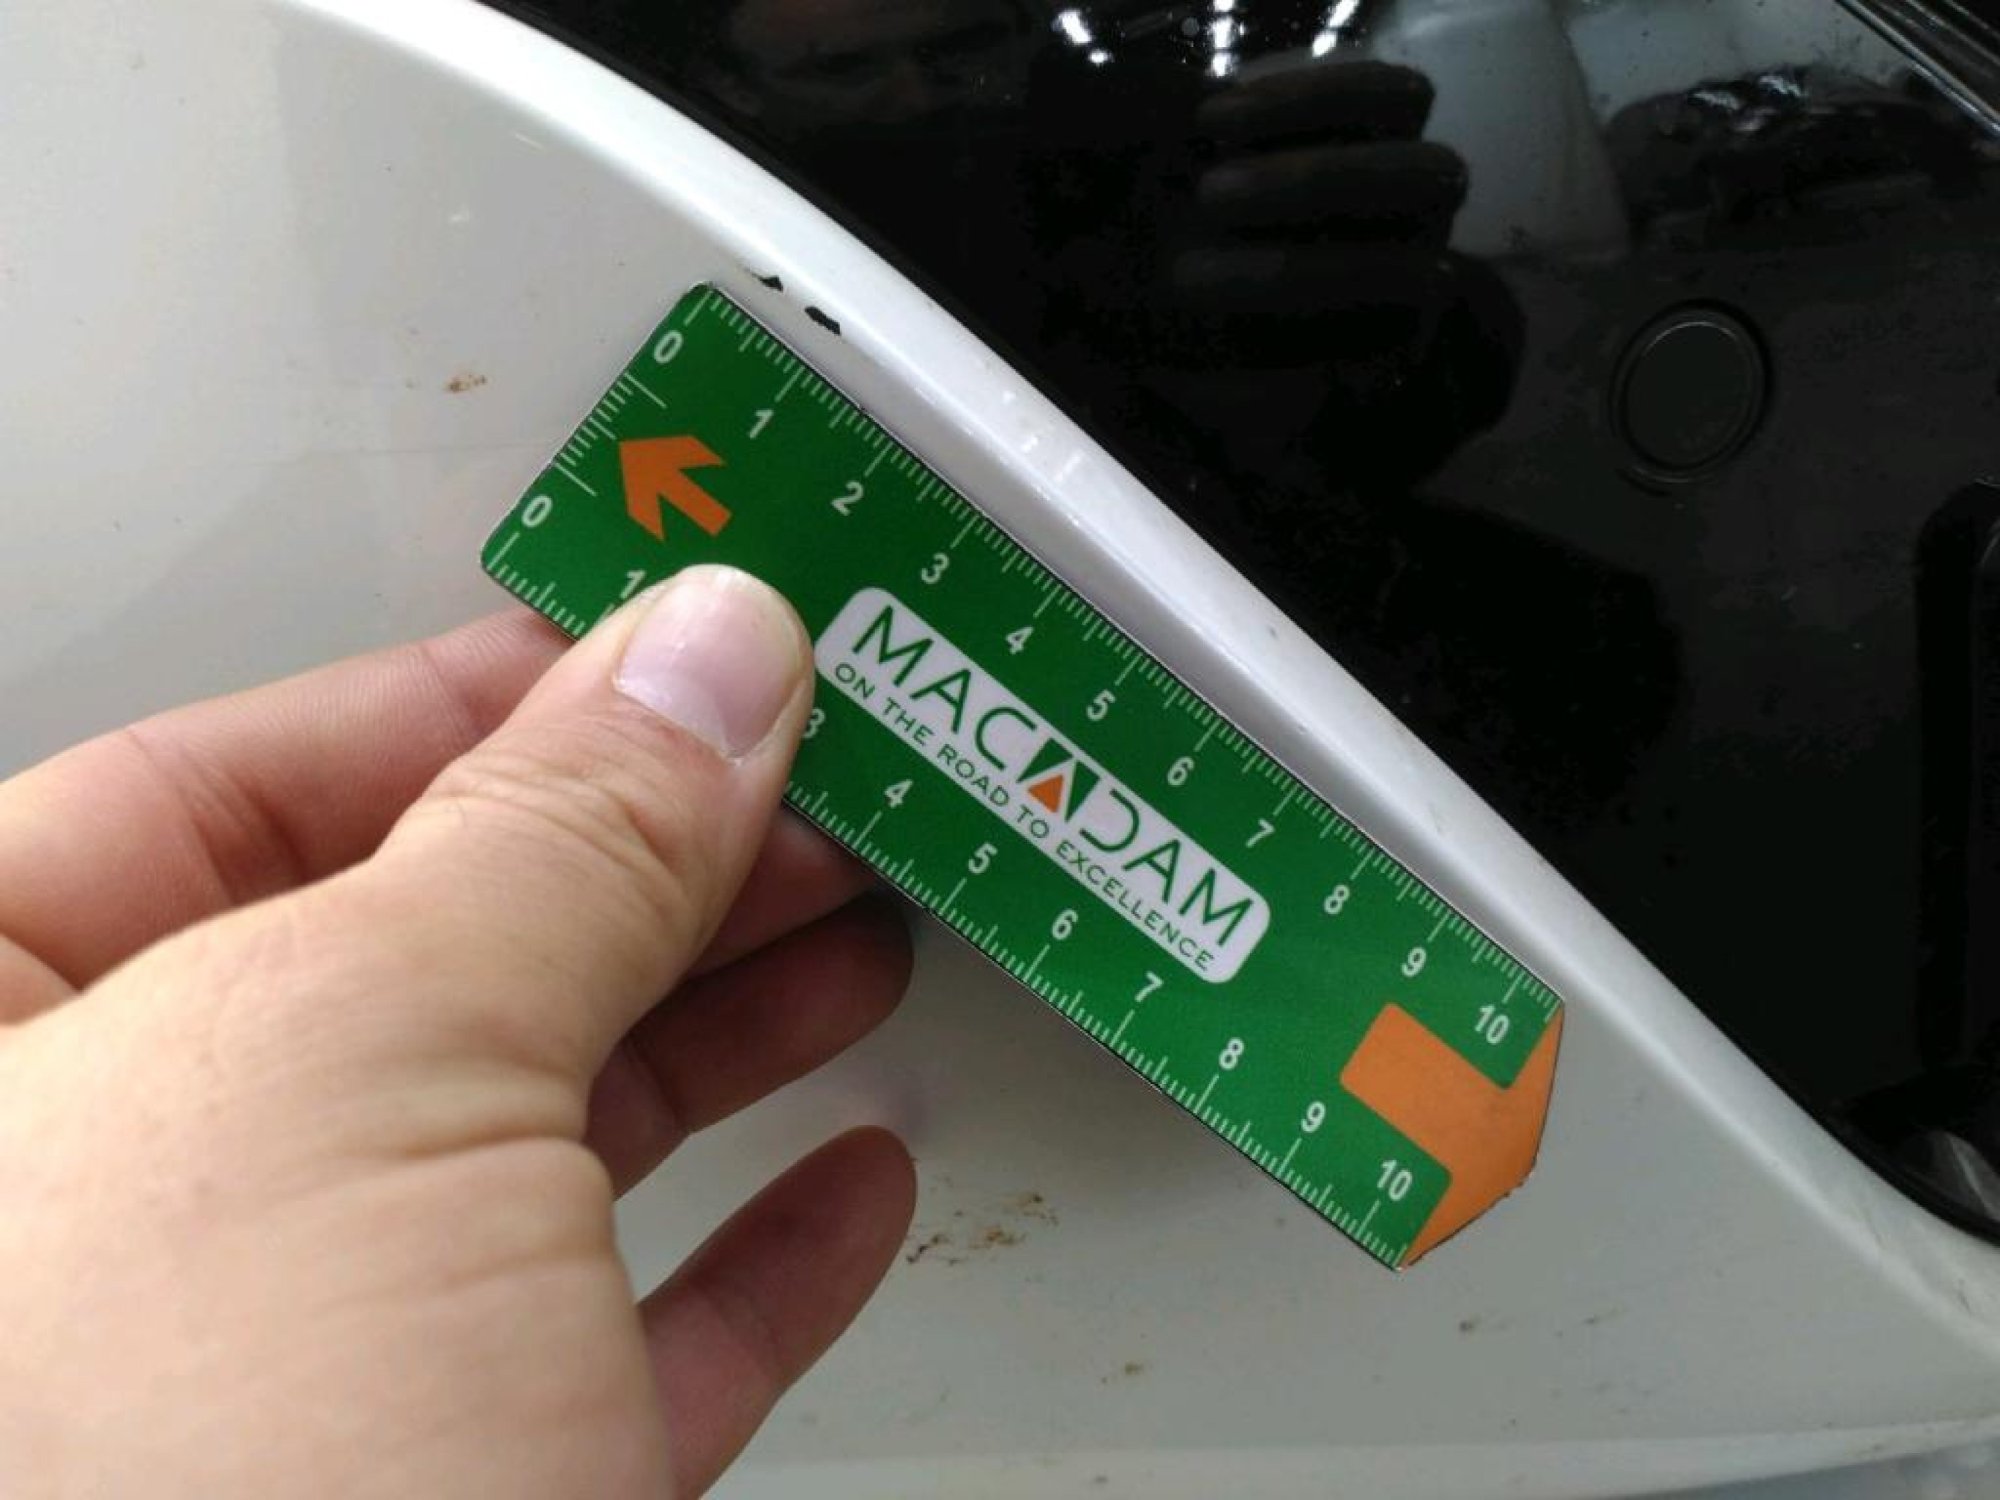 0 1 2 3 4 5 6 7 8 9 10
MACADAM
ON THE ROAD TO EXCELLENCE
0 1 3 4 5 6 7 8 9 10